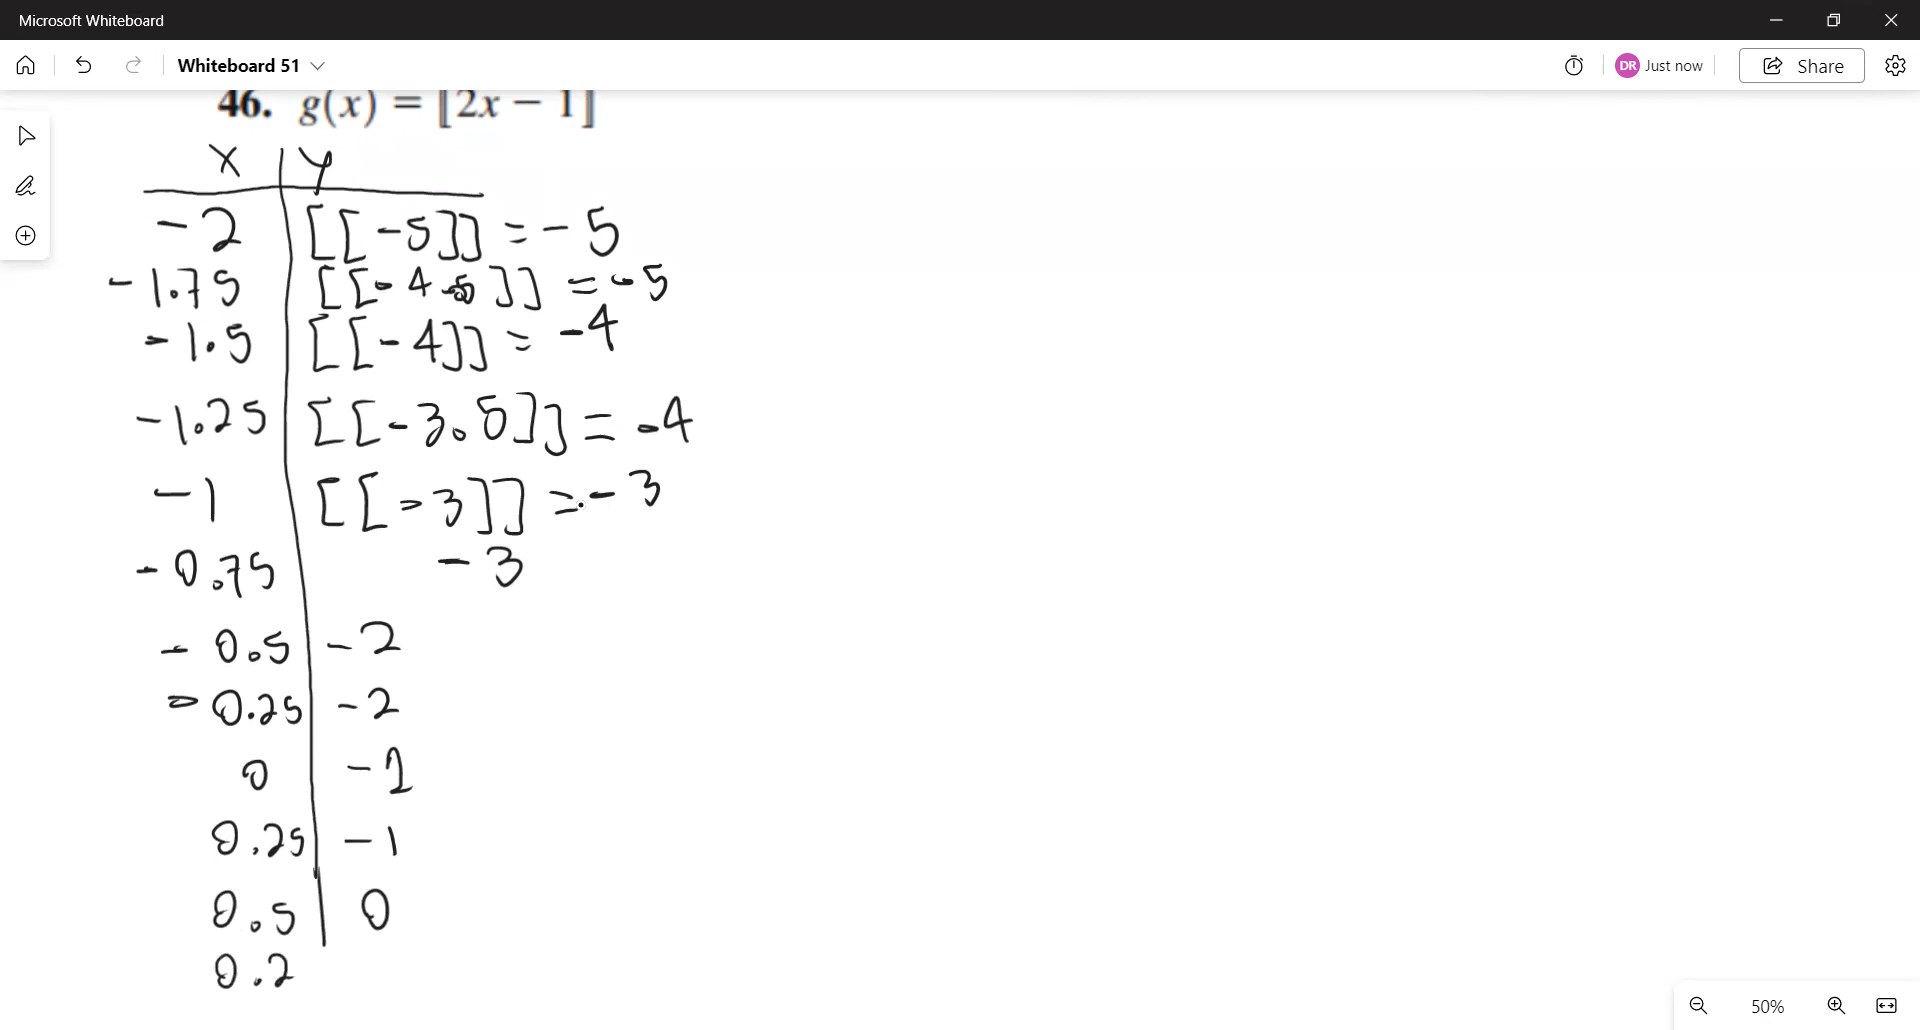 Microsoft Whiteboard
Whiteboard 51
DR Just now
Share
46. g(x) = ⟦2x − 1⟧
X | Y
-2 [[-5]] = -5
-1.75 [[-4.5]] = -5
-1.5 [[-4]] = -4
-1.25 [[-3.5]] = -4
-1 [[-3]] = -3
-0.75 -3
-0.5 -2
-0.25 -2
0 -1
0.25 -1
0.5 0
0.2
50%